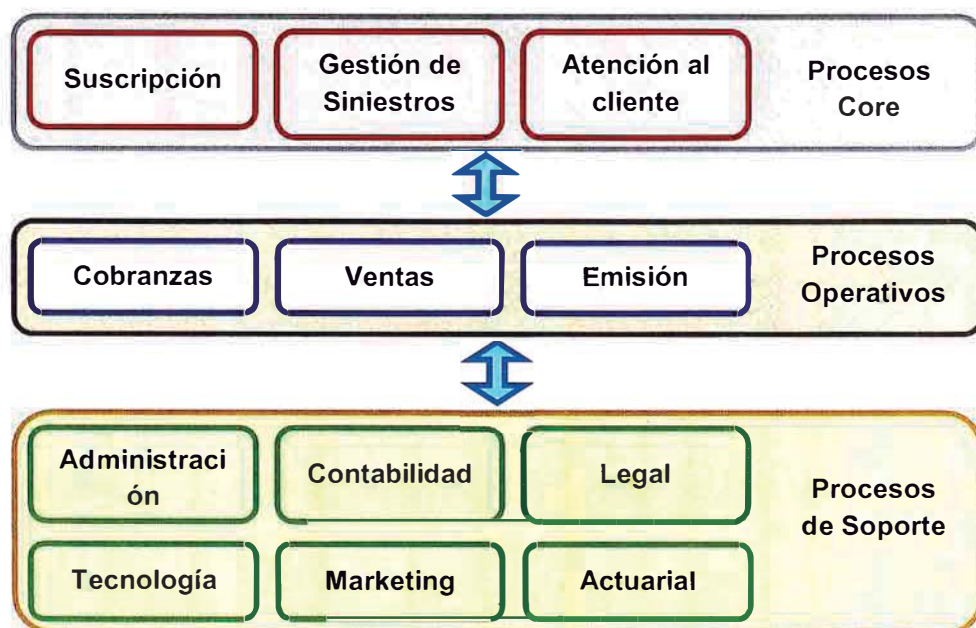 Suscripción
Gestión de
Siniestros
Atención al
cliente
Procesos
Core
Cobranzas
Ventas
Emisión
Procesos
Operativos
Administraci
ón
Contabilidad
Legal
Procesos
de Soporte
Tecnología
Marketing
Actuarial